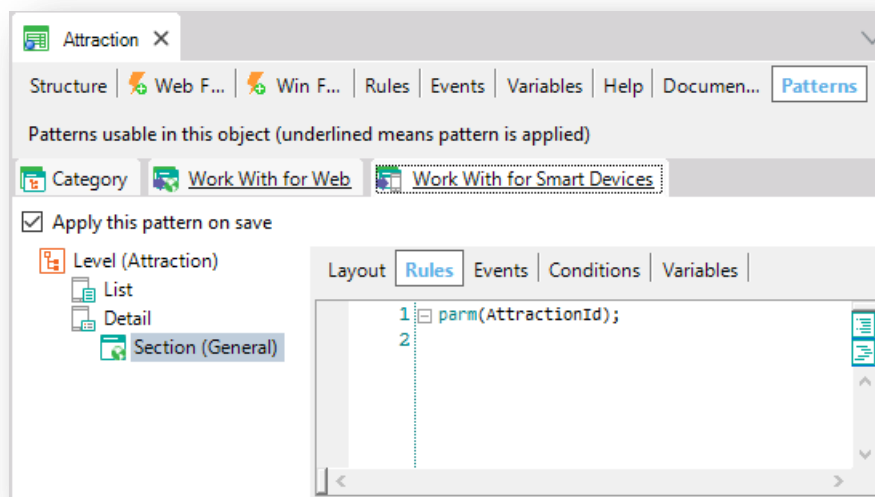 Attraction
Structure Web F... Win F... Rules Events Variables Help Documen... Patterns
Patterns usable in this object (underlined means pattern is applied)
Category Work With for Web Work With for Smart Devices
Apply this pattern on save
Level (Attraction)
List
Detail
Section (General)
Layout Rules Events Conditions Variables
1 parm(AttractionId);
2